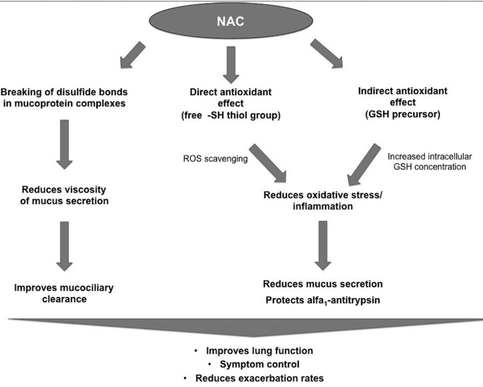 NAC
Breaking of disulfide bonds
in mucoprotein complexes
Direct antioxidant
effect
(free -SH thiol group)
Indirect antioxidant
effect
(GSH precursor)
ROS scavenging
Increased intracellular
GSH concentration
Reduces viscosity
of mucus secretion
Reduces oxidative stress/
inflammation
Improves mucociliary
clearance
Reduces mucus secretion
Protects alfa₁-antitrypsin
• Improves lung function
• Symptom control
• Reduces exacerbation rates